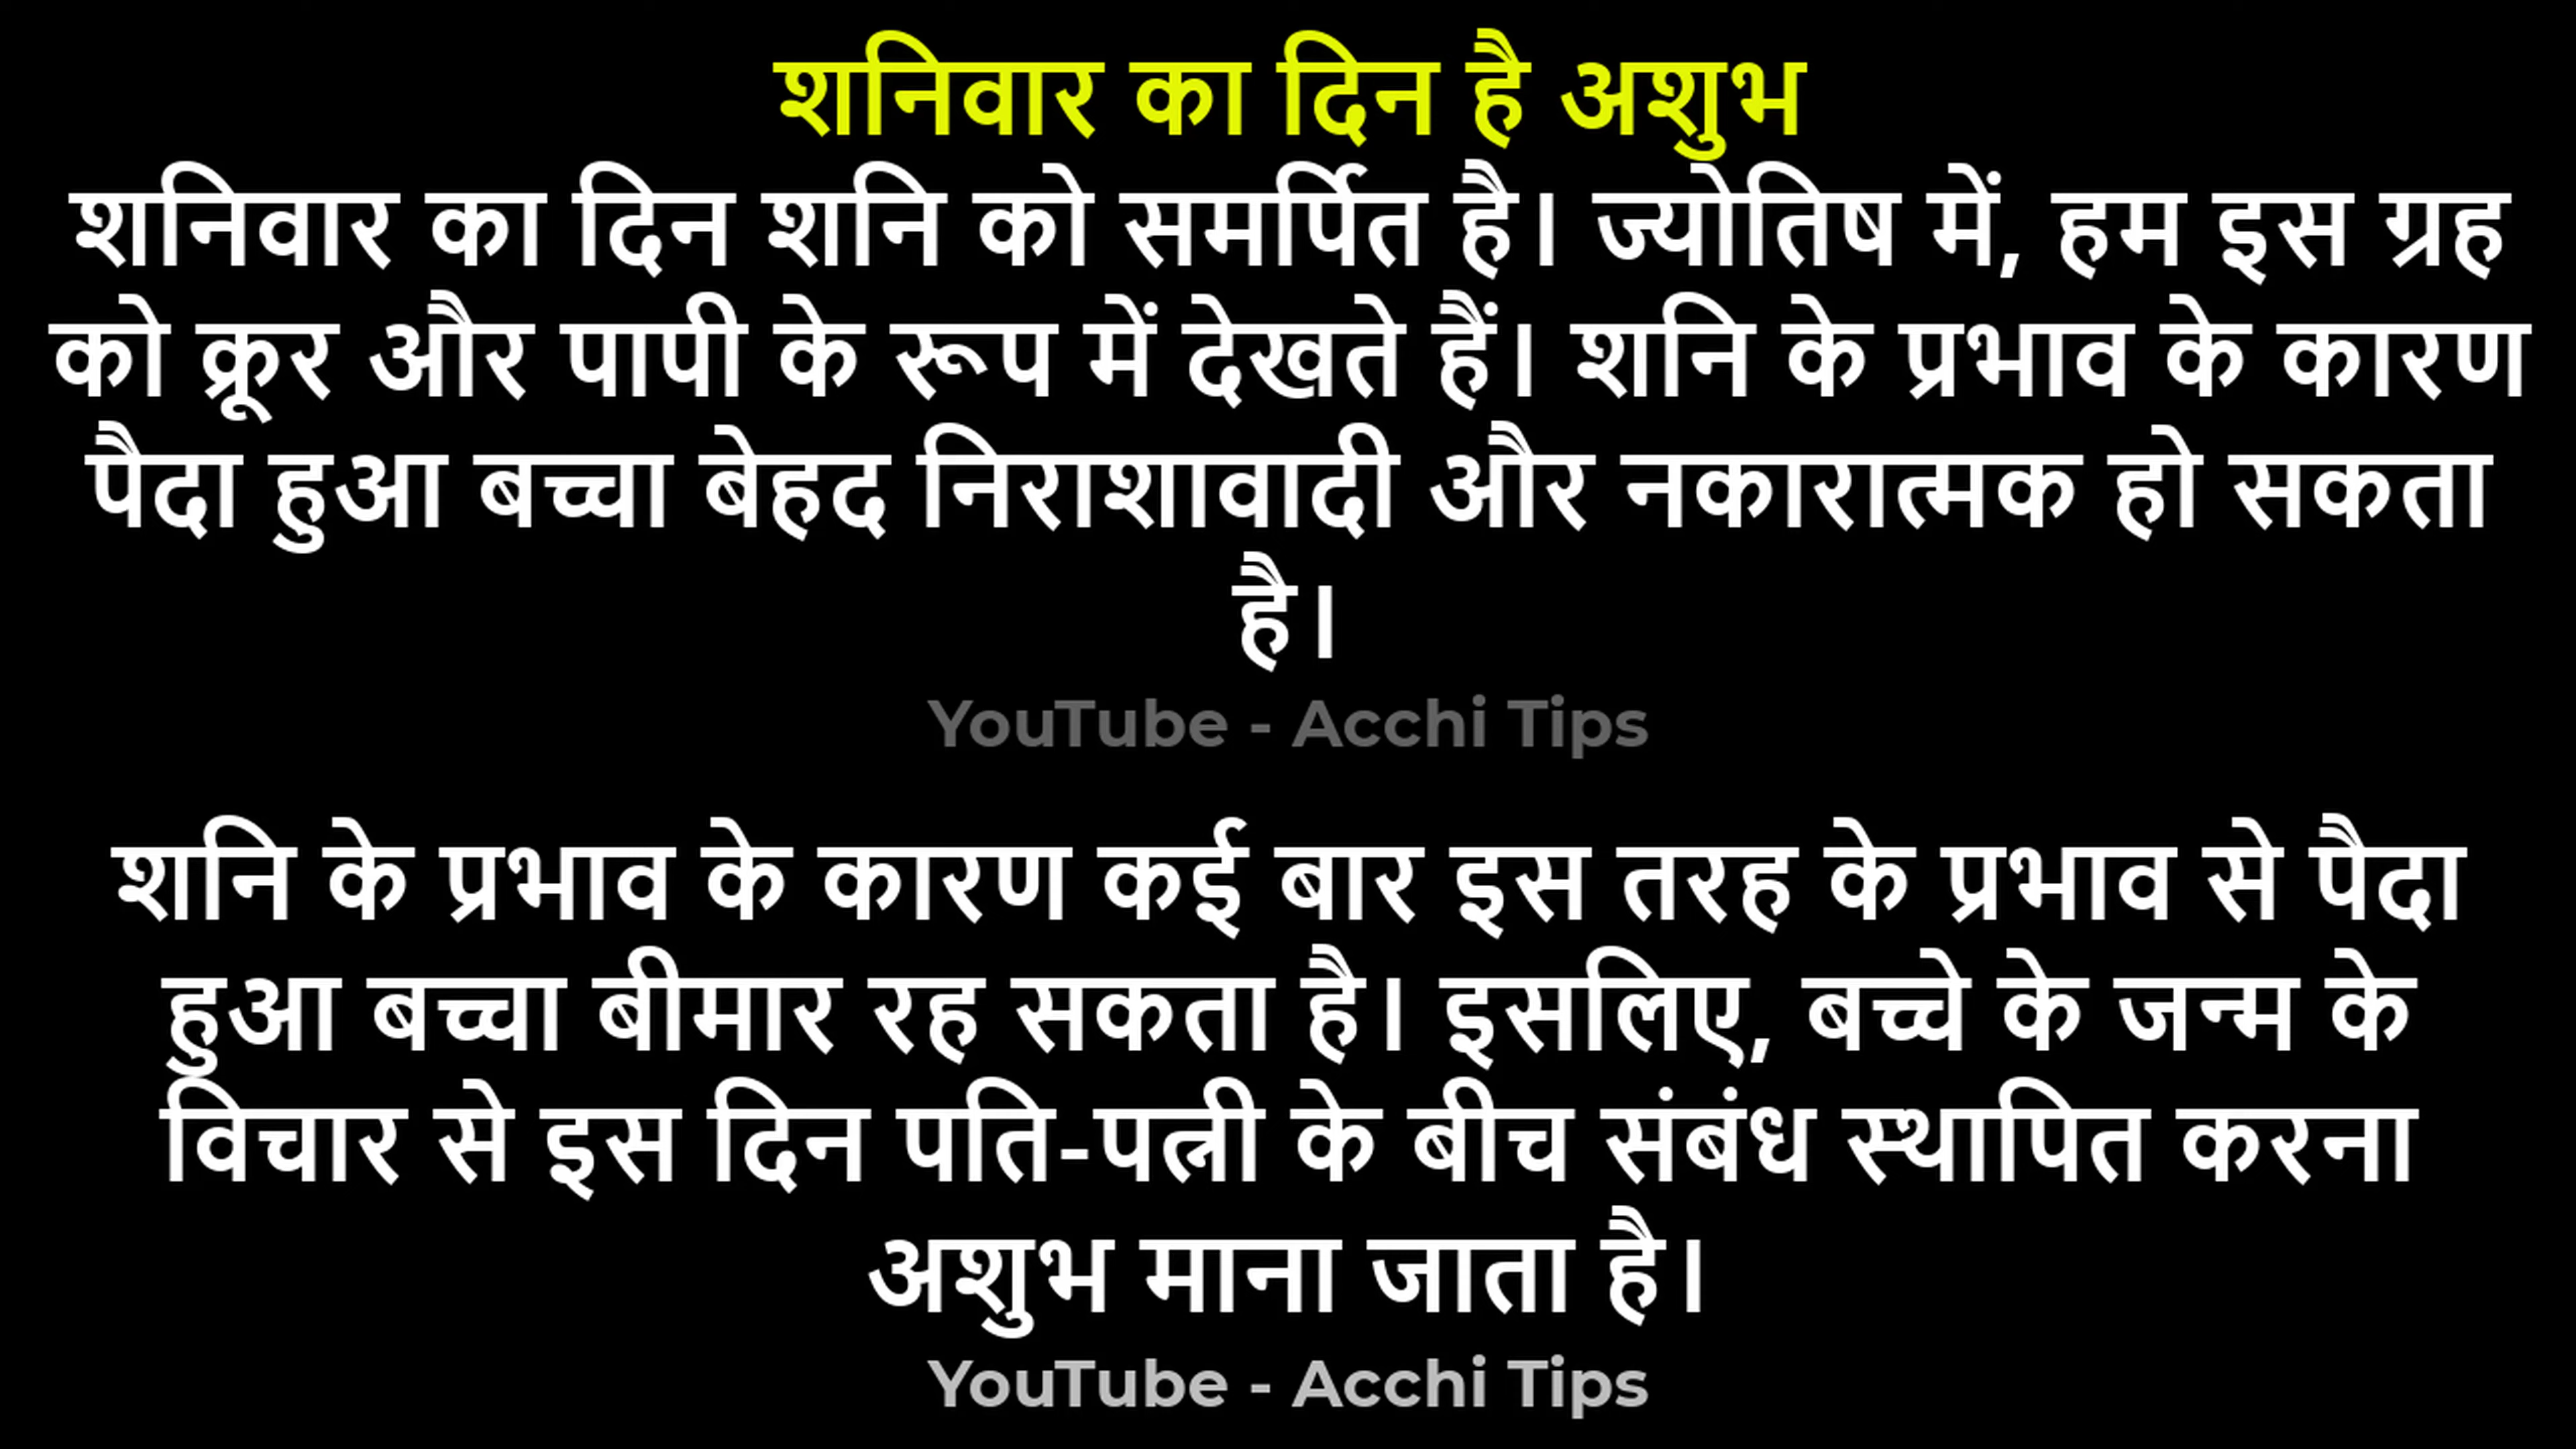 शनिवार का दिन है अशुभ
शनिवार का दिन शनि को समर्पित है। ज्योतिष में, हम इस ग्रह
को क्रूर और पापी के रूप में देखते हैं। शनि के प्रभाव के कारण
पैदा हुआ बच्चा बेहद निराशावादी और नकारात्मक हो सकता
है।
YouTube - Acchi Tips
शनि के प्रभाव के कारण कई बार इस तरह के प्रभाव से पैदा
हुआ बच्चा बीमार रह सकता है। इसलिए, बच्चे के जन्म के
विचार से इस दिन पति-पत्नी के बीच संबंध स्थापित करना
अशुभ माना जाता है।
YouTube - Acchi Tips